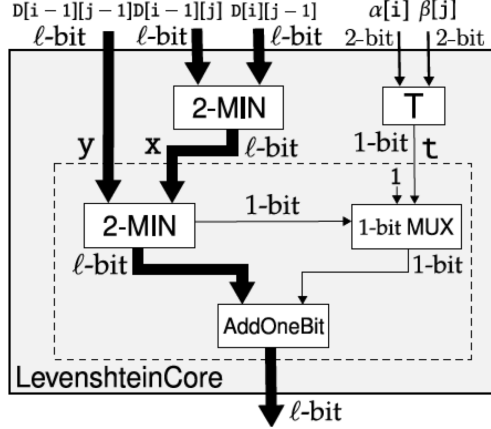 D[i − 1][j − 1] D[i − 1][j] D[i][j − 1] α[i] β[j]
ℓ-bit ℓ-bit ℓ-bit 2-bit 2-bit
2-MIN T
y x ℓ-bit 1-bit t
1
2-MIN 1-bit 1-bit MUX
ℓ-bit 1-bit
AddOneBit
LevenshteinCore
ℓ-bit